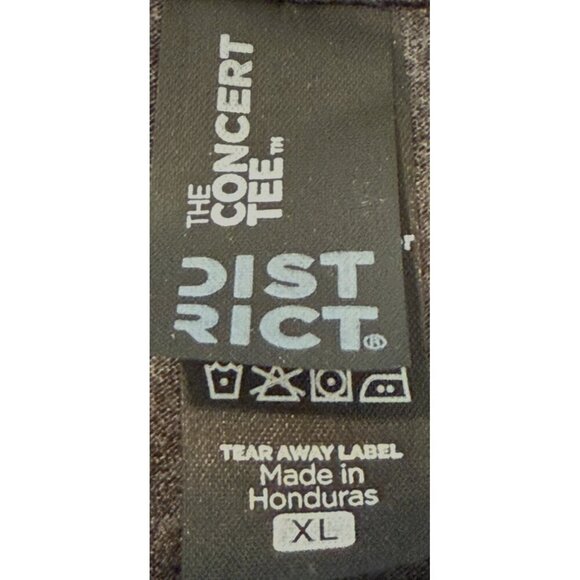 THE
CONCERT
TEE™
DIST
RICT®
TEAR AWAY LABEL
Made in
Honduras
XL